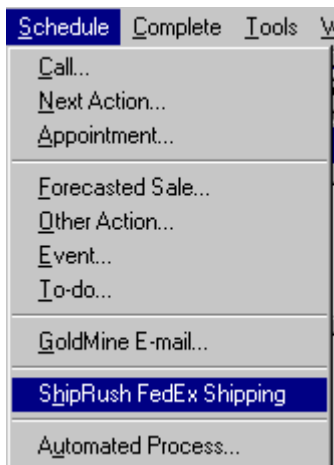 Schedule Complete Tools
Call...
Next Action...
Appointment...
Forecasted Sale...
Other Action...
Event...
To-do...
GoldMine E-mail...
ShipRush FedEx Shipping
Automated Process...